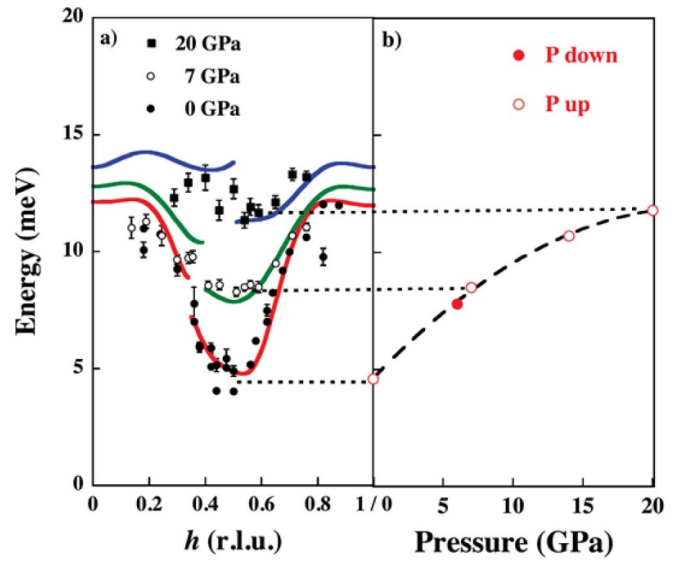 20
a)
■ 20 GPa
○ 7 GPa
● 0 GPa
b)
● P down
○ P up
15
10
5
0
Energy (meV)
0 0.2 0.4 0.6 0.8 1 / 0 5 10 15 20
h (r.l.u.)
Pressure (GPa)